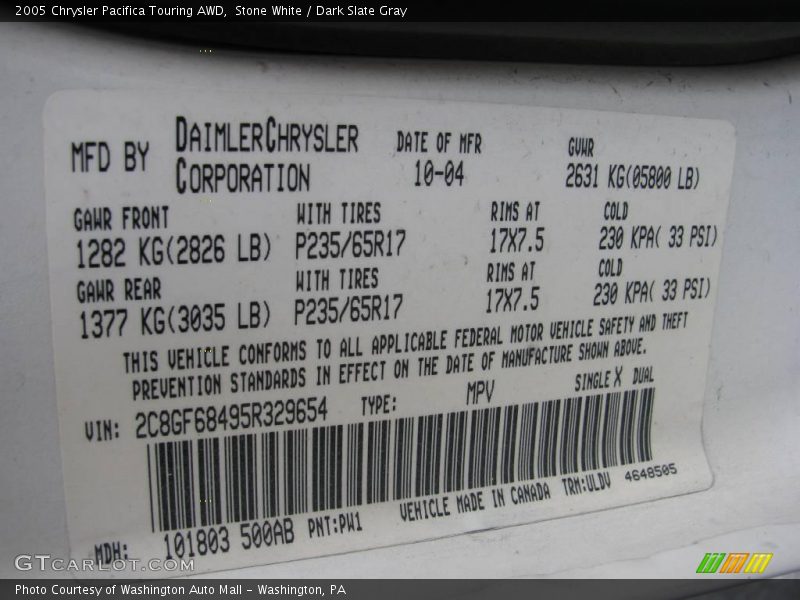 2005 Chrysler Pacifica Touring AWD,  Stone White / Dark Slate Gray
MFD BY DAIMLERCHRYSLER CORPORATION
DATE OF MFR 10-04
GVWR 2631 KG(05800 LB)
GAWR FRONT WITH TIRES RIMS AT COLD
1282 KG(2826 LB) P235/65R17 17X7.5 230 KPA( 33 PSI)
GAWR REAR WITH TIRES RIMS AT COLD
1377 KG(3035 LB) P235/65R17 17X7.5 230 KPA( 33 PSI)
THIS VEHICLE CONFORMS TO ALL APPLICABLE FEDERAL MOTOR VEHICLE SAFETY AND THEFT
PREVENTION STANDARDS IN EFFECT ON THE DATE OF MANUFACTURE SHOWN ABOVE.
VIN: 2C8GF68495R329654 TYPE: MPV SINGLE X DUAL
MDH: 101803 500AB PNT:PW1 VEHICLE MADE IN CANADA TRM:ULDV 4648505
GTCARLOT.COM
Photo Courtesy of Washington Auto Mall - Washington, PA